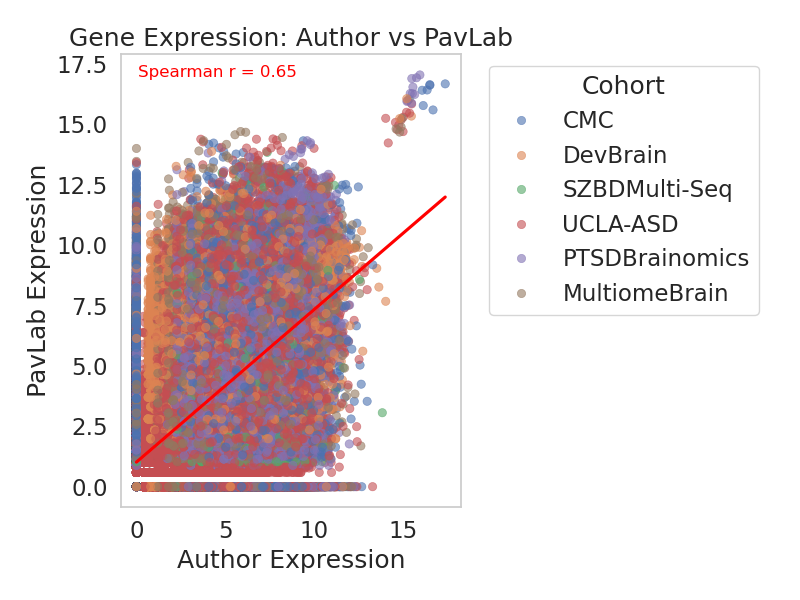 Gene Expression: Author vs PavLab
Spearman r = 0.65
PavLab Expression
17.5
15.0
12.5
10.0
7.5
5.0
2.5
0.0
0 5 10 15
Author Expression
Cohort
CMC
DevBrain
SZBDMulti-Seq
UCLA-ASD
PTSDBrainomics
MultiomeBrain